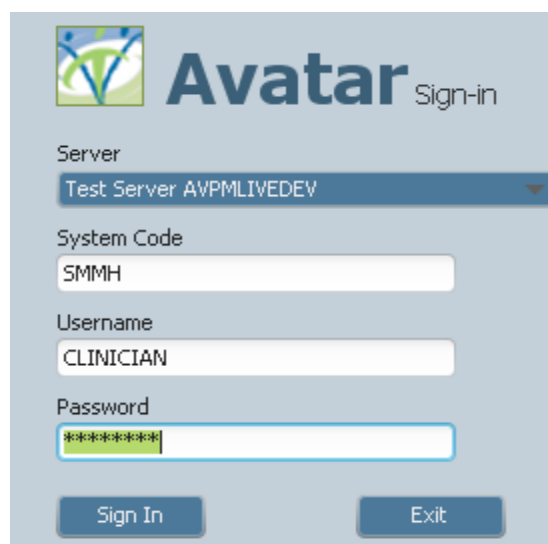 Avatar Sign-in
Server
Test Server AVPMLIVEDEV
System Code
SMMH
Username
CLINICIAN
Password
********
Sign In Exit